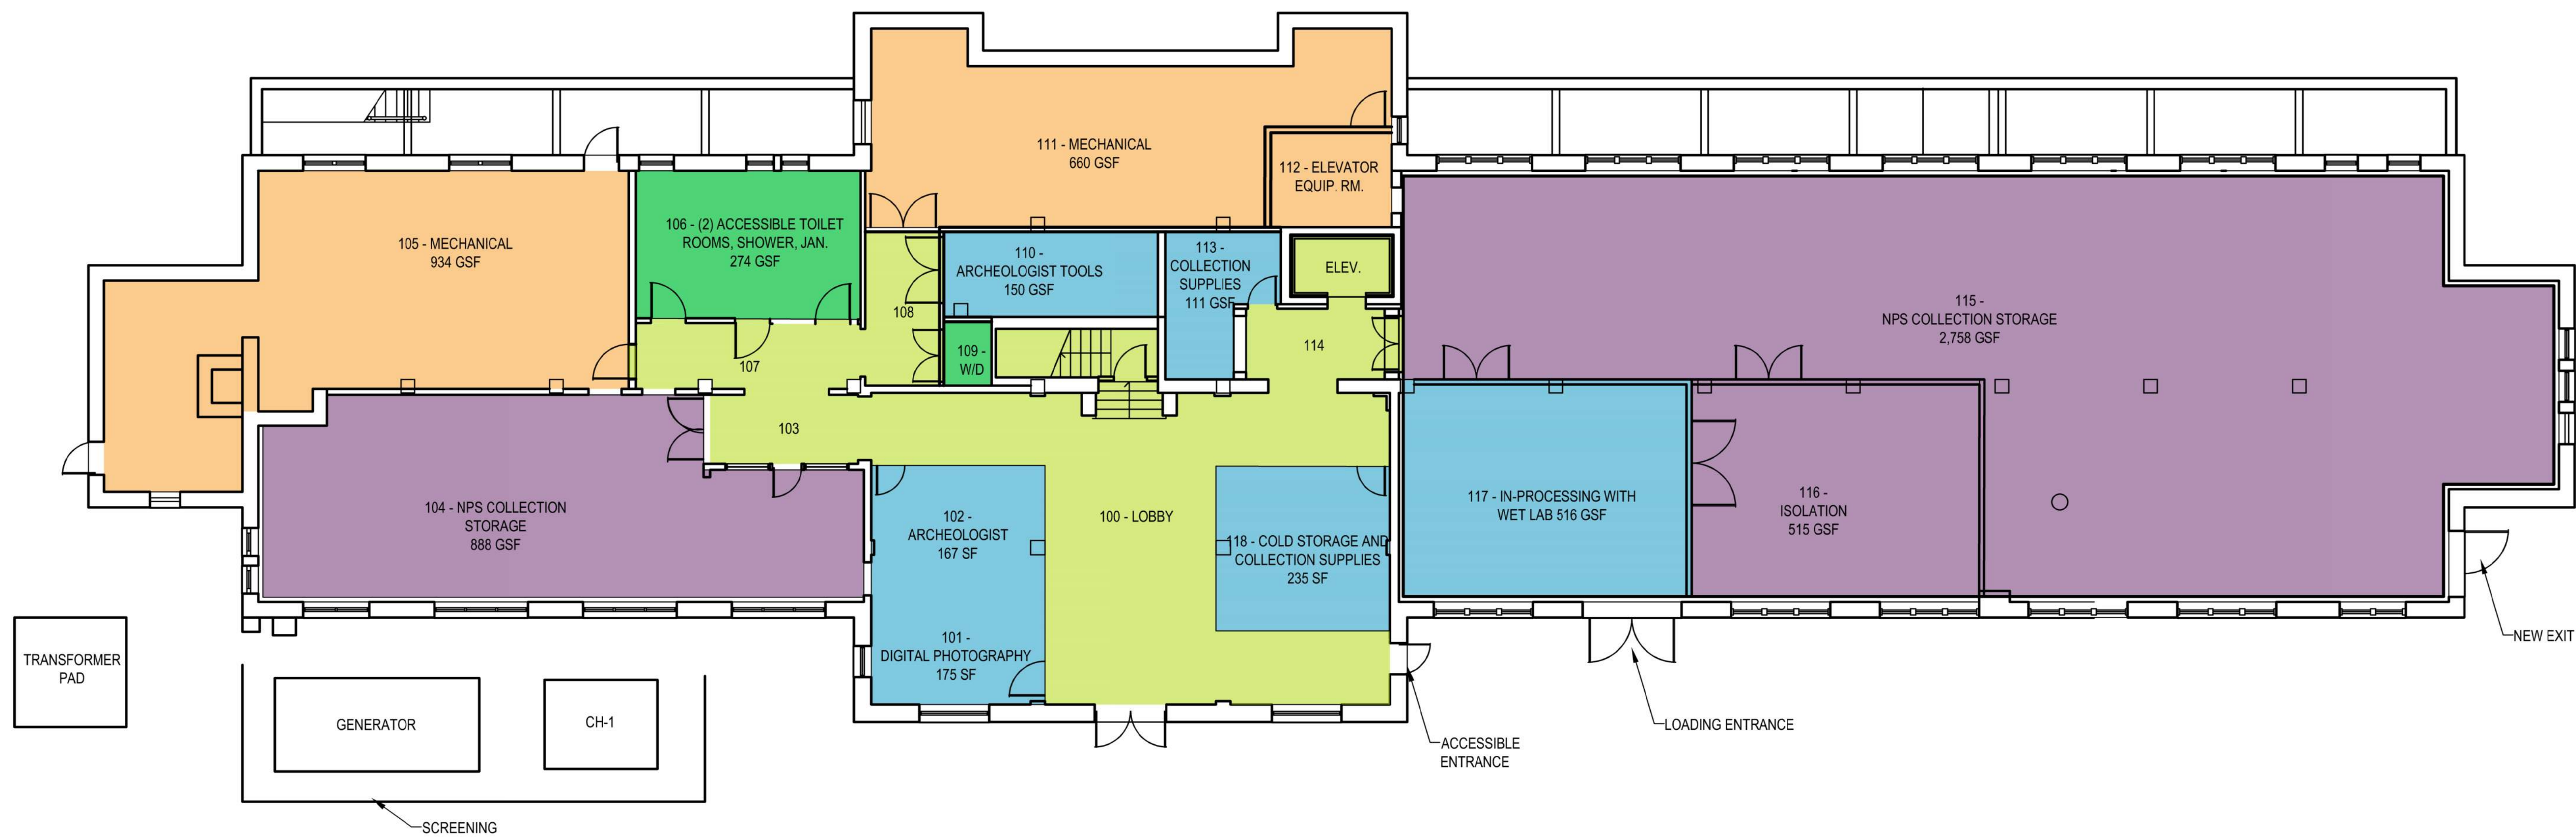 111 - MECHANICAL
660 GSF
112 - ELEVATOR
EQUIP. RM.
105 - MECHANICAL
934 GSF
106 - (2) ACCESSIBLE TOILET
ROOMS, SHOWER, JAN.
274 GSF
108
110 -
ARCHEOLOGIST TOOLS
150 GSF
113 -
COLLECTION
SUPPLIES
111 GSF
ELEV.
115 -
NPS COLLECTION STORAGE
2,758 GSF
107
109 -
W/D
114
103
104 - NPS COLLECTION
STORAGE
888 GSF
102 -
ARCHEOLOGIST
167 SF
100 - LOBBY
118 - COLD STORAGE AND
COLLECTION SUPPLIES
235 SF
117 - IN-PROCESSING WITH
WET LAB 516 GSF
116 -
ISOLATION
515 GSF
101 -
DIGITAL PHOTOGRAPHY
175 SF
TRANSFORMER
PAD
GENERATOR
CH-1
SCREENING
ACCESSIBLE
ENTRANCE
LOADING ENTRANCE
NEW EXIT